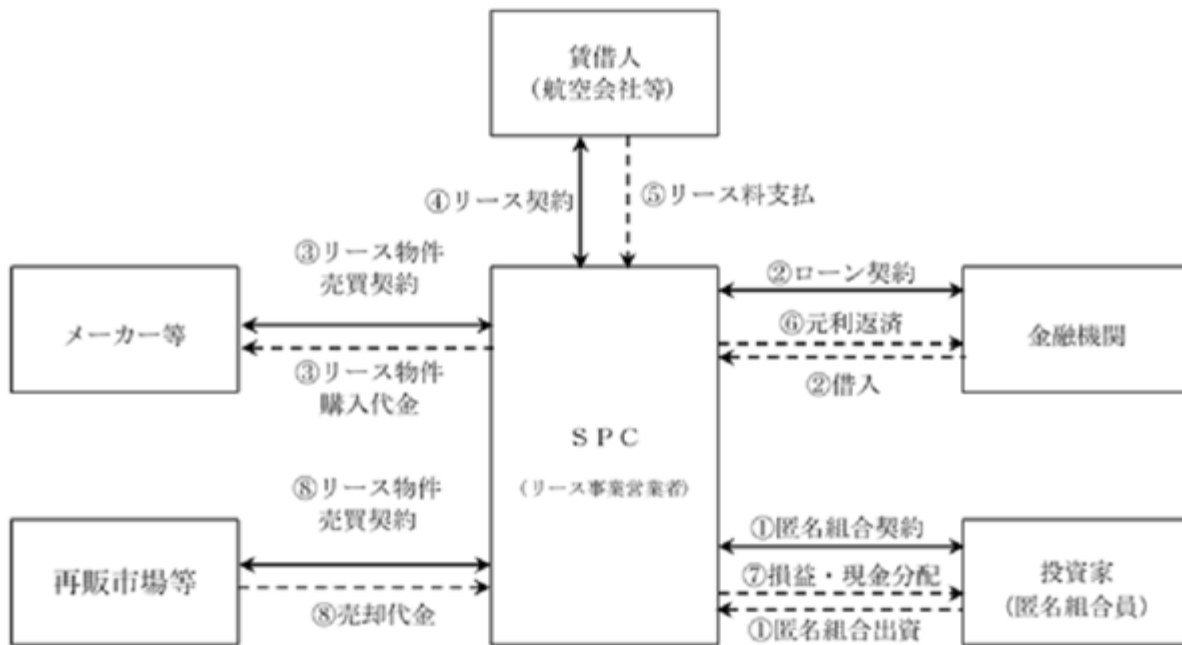 賃借人
(航空会社等)
④リース契約
⑤リース料支払
③リース物件
売買契約
メーカー等
③リース物件
購入代金
②ローン契約
⑥元利返済
②借入
金融機関
SPC
(リース事業営業者)
⑧リース物件
売買契約
再販市場等
⑧売却代金
①匿名組合契約
⑦損益・現金分配
①匿名組合出資
投資家
(匿名組合員)